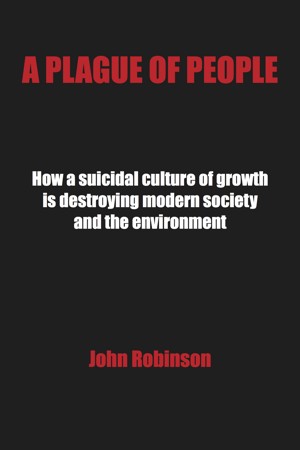 A PLAGUE OF PEOPLE
How a suicidal culture of growth
is destroying modern society
and the environment
John Robinson